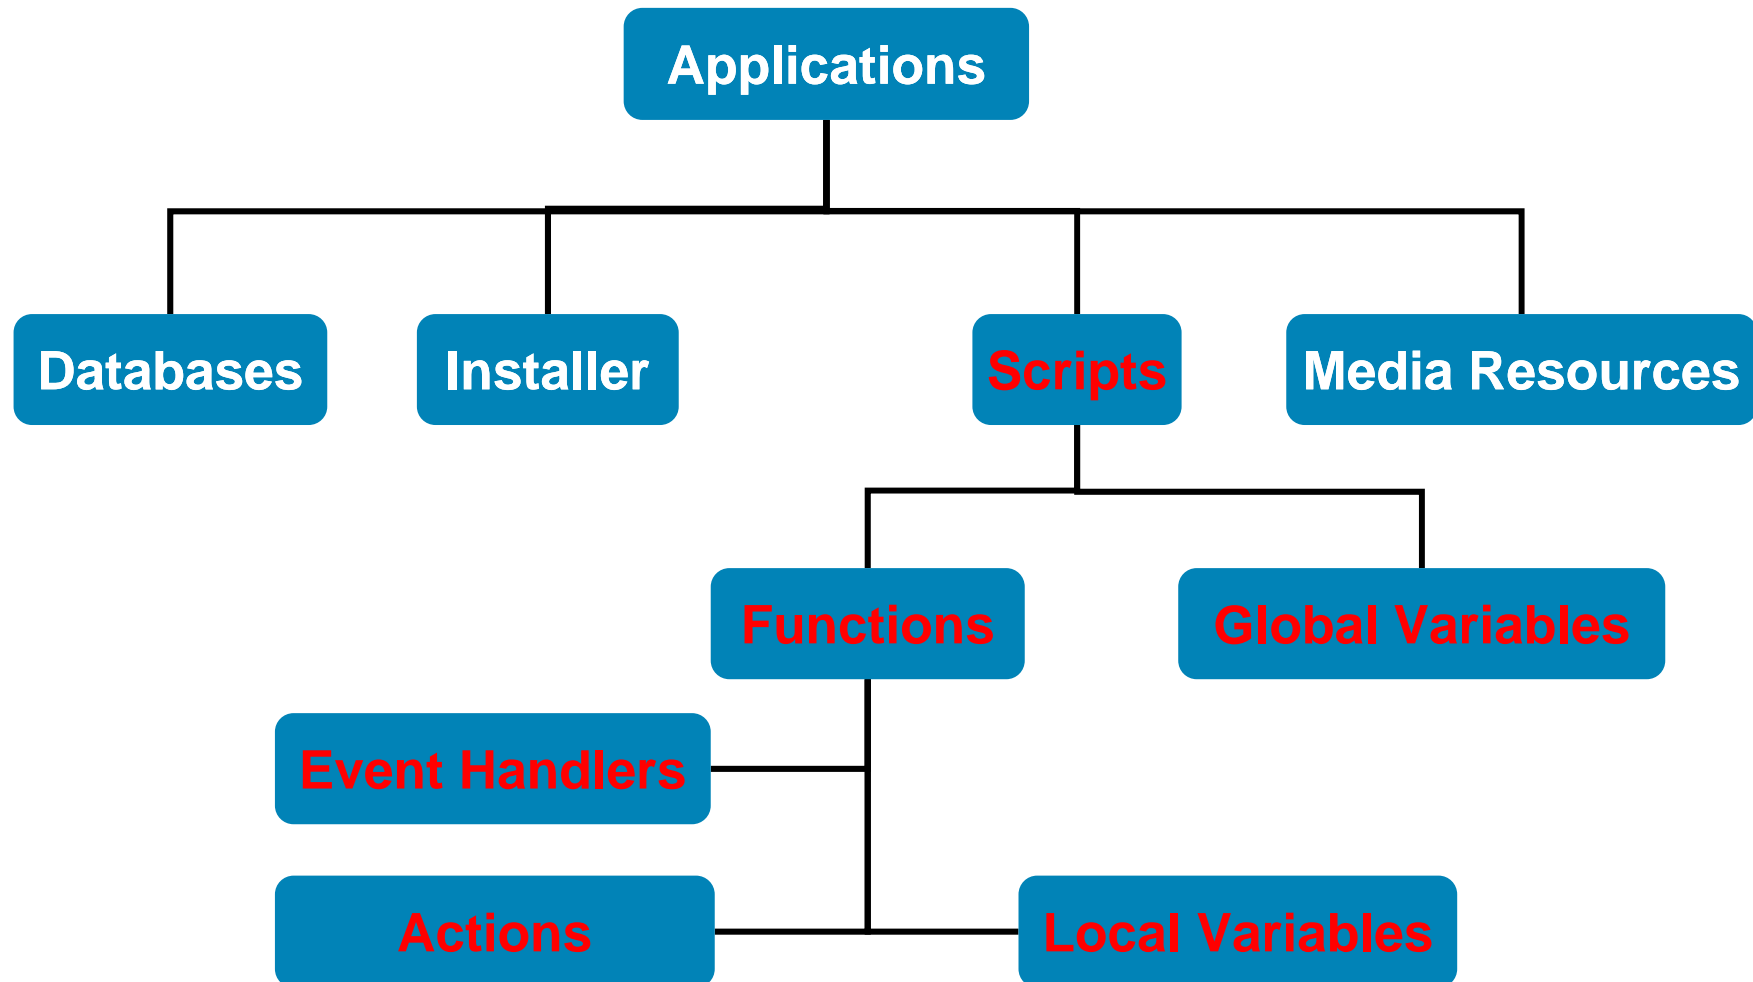 Applications
Databases
Installer
Scripts
Media Resources
Functions
Global Variables
Event Handlers
Actions
Local Variables